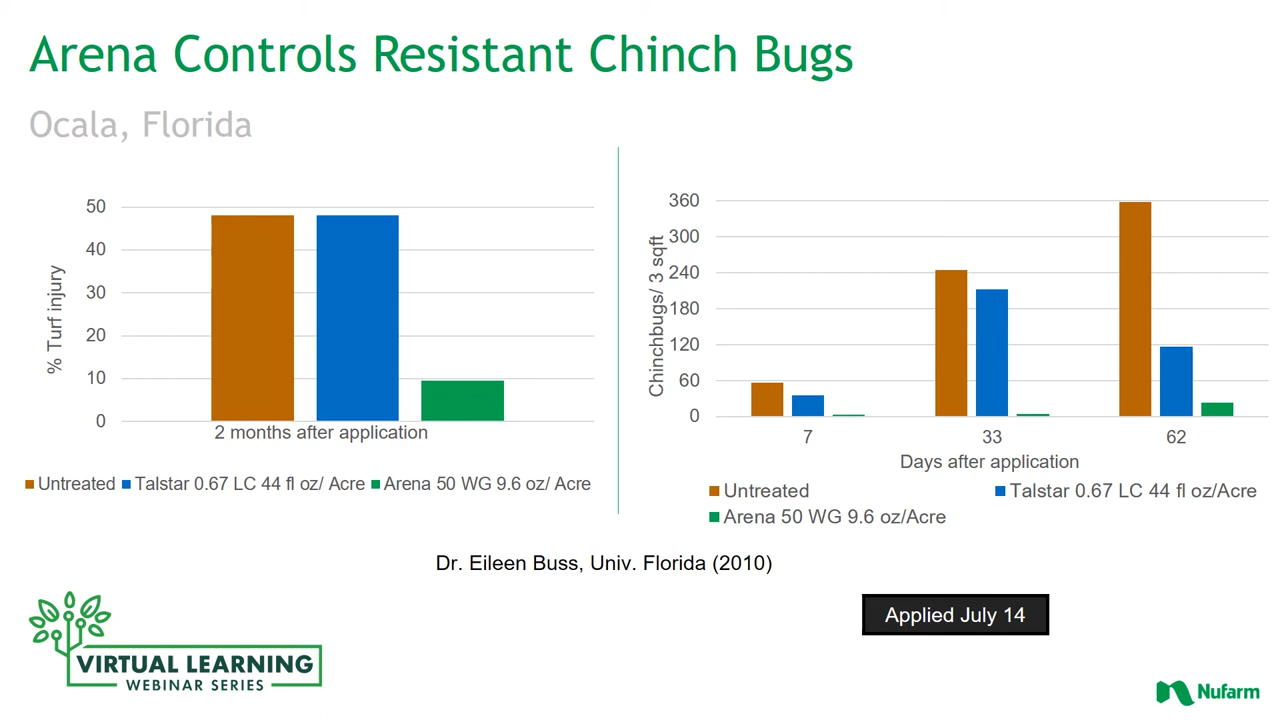 Arena Controls Resistant Chinch Bugs
Ocala, Florida
50
40
30
20
10
0
% Turf injury
2 months after application
Untreated Talstar 0.67 LC 44 fl oz/ Acre Arena 50 WG 9.6 oz/ Acre
360
300
240
180
120
60
0
Chinchbugs/ 3 sqft
7 33 62
Days after application
Untreated Talstar 0.67 LC 44 fl oz/Acre
Arena 50 WG 9.6 oz/Acre
Dr. Eileen Buss, Univ. Florida (2010)
Applied July 14
VIRTUAL LEARNING
WEBINAR SERIES
Nufarm